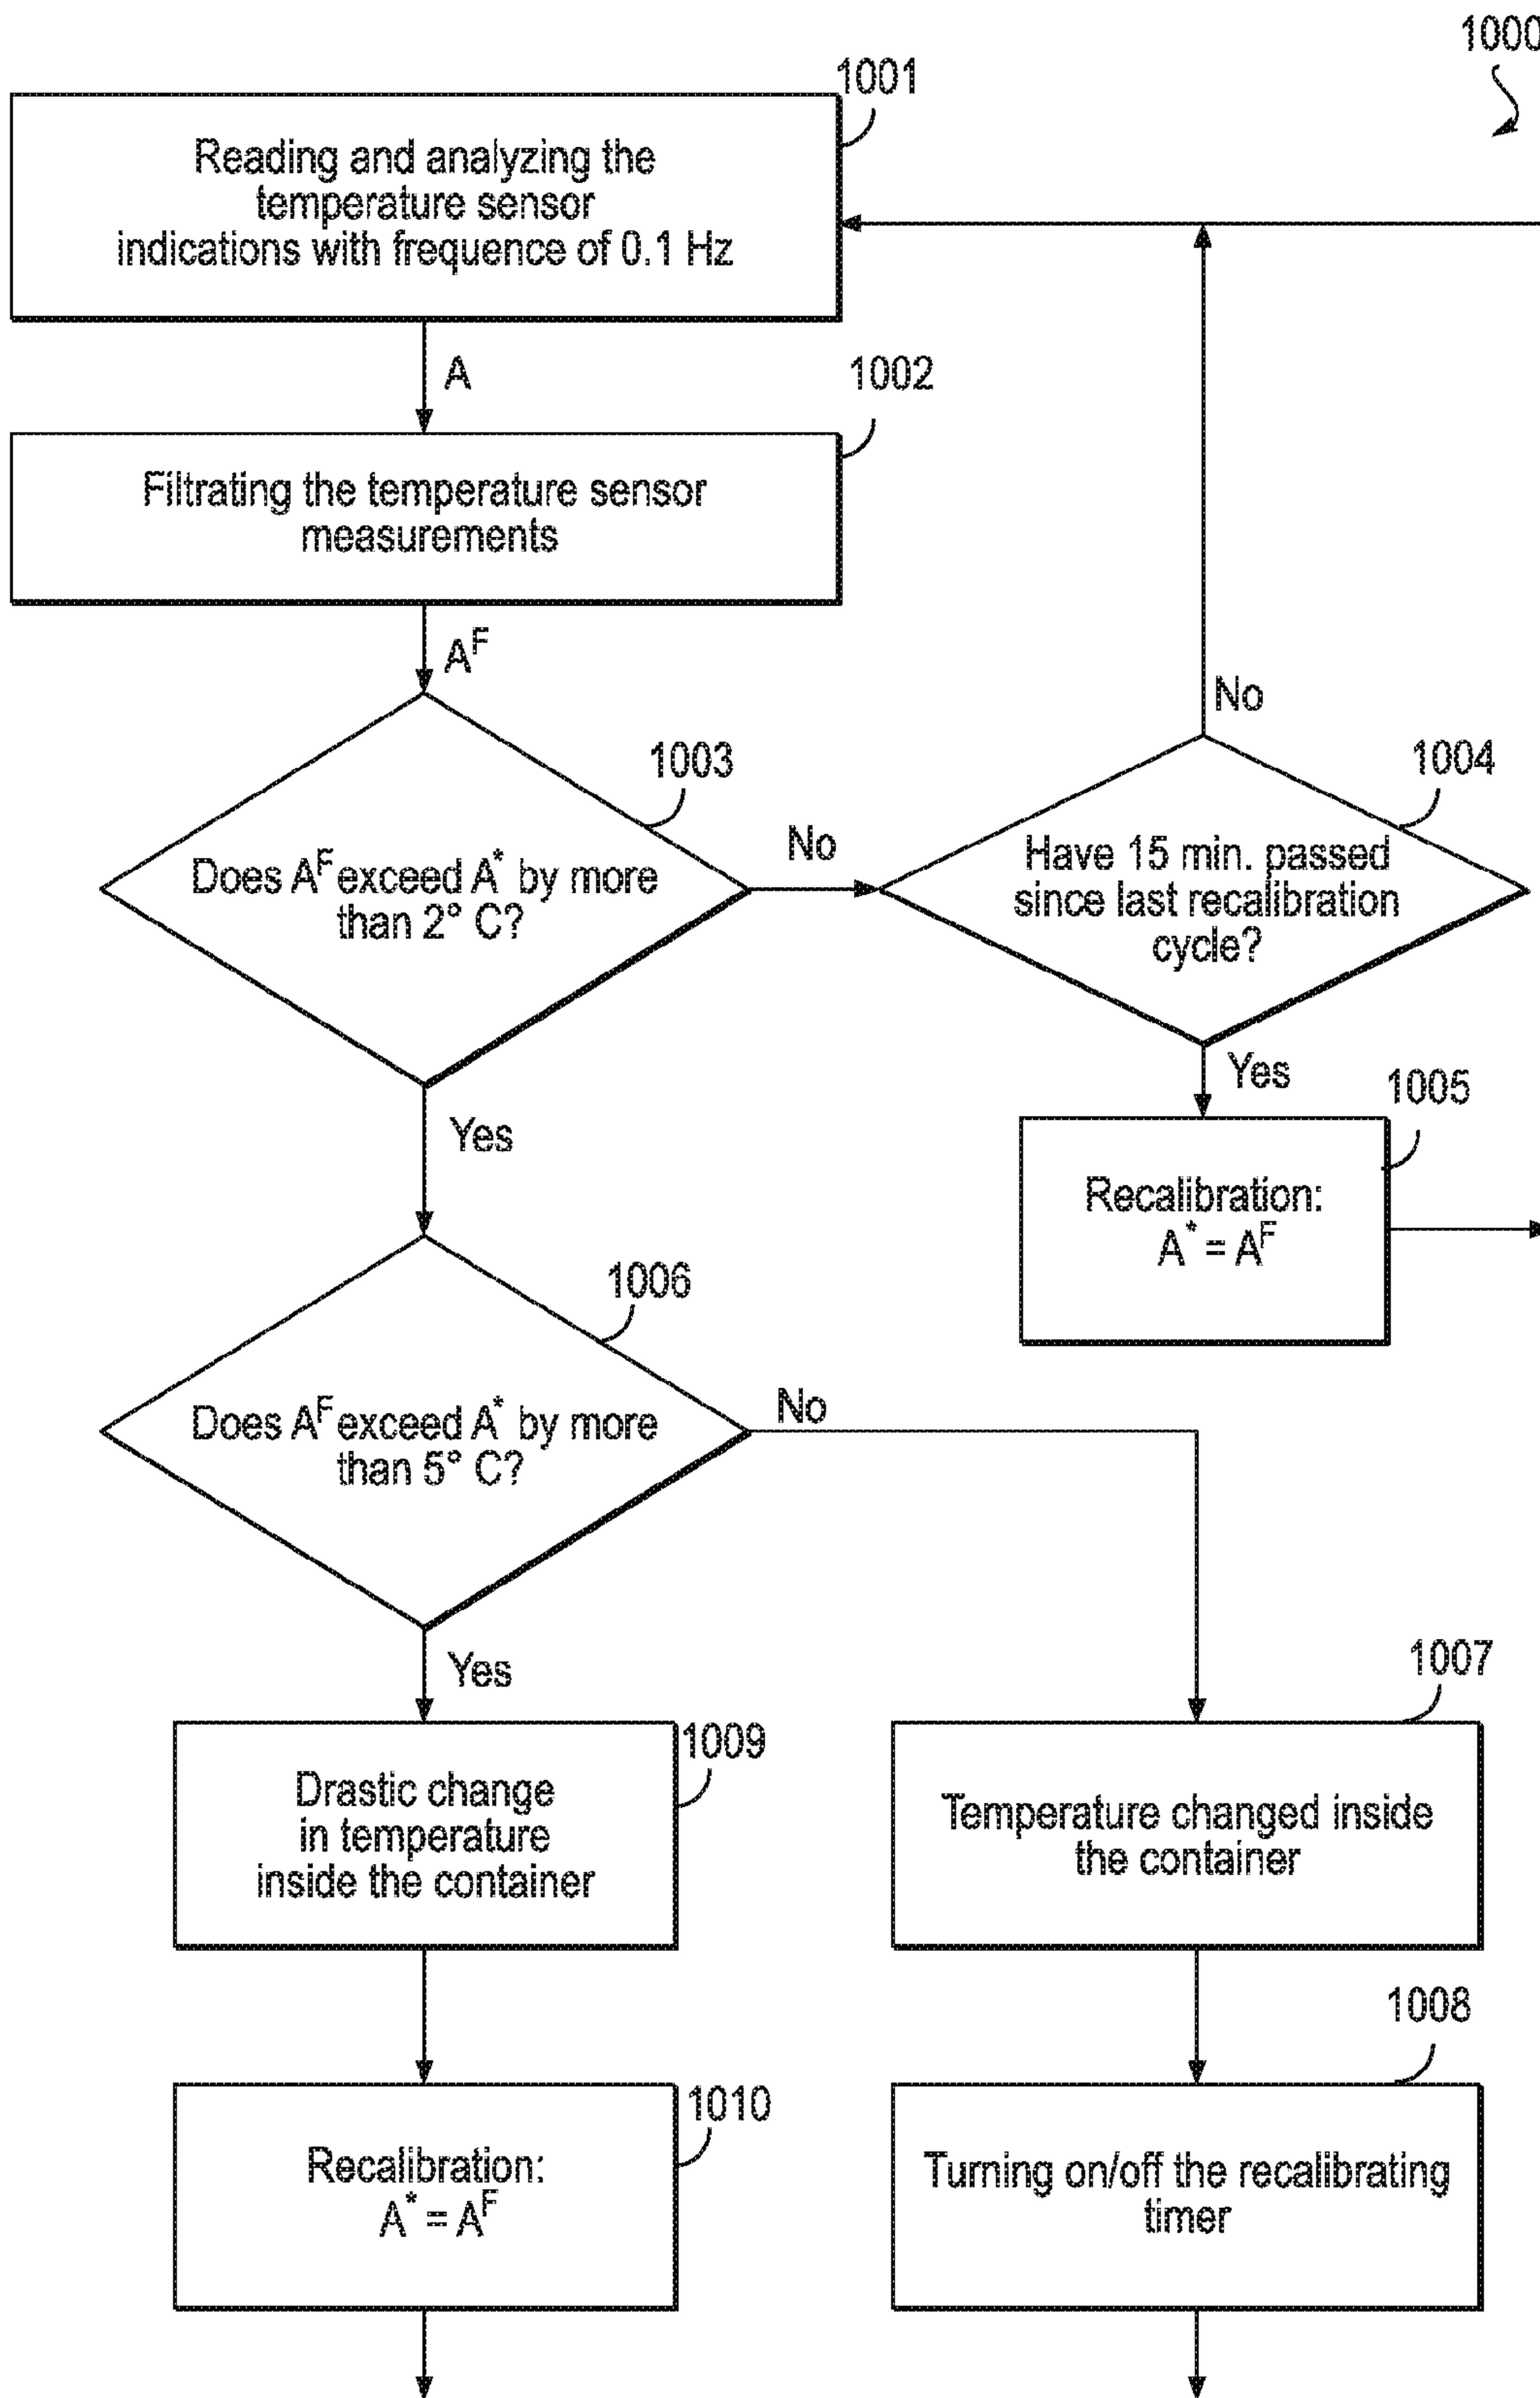 1000
1001
Reading and analyzing the
temperature sensor
indications with frequence of 0.1 Hz
A
1002
Filtrating the temperature sensor
measurements
A^F
1003
Does A^F exceed A* by more
than 2° C?
No
No
1004
Have 15 min. passed
since last recalibration
cycle?
Yes
1005
Recalibration:
A* = A^F
Yes
1006
Does A^F exceed A* by more
than 5° C?
No
Yes
1009
Drastic change
in temperature
inside the container
1007
Temperature changed inside
the container
1010
Recalibration:
A* = A^F
1008
Turning on/off the recalibrating
timer